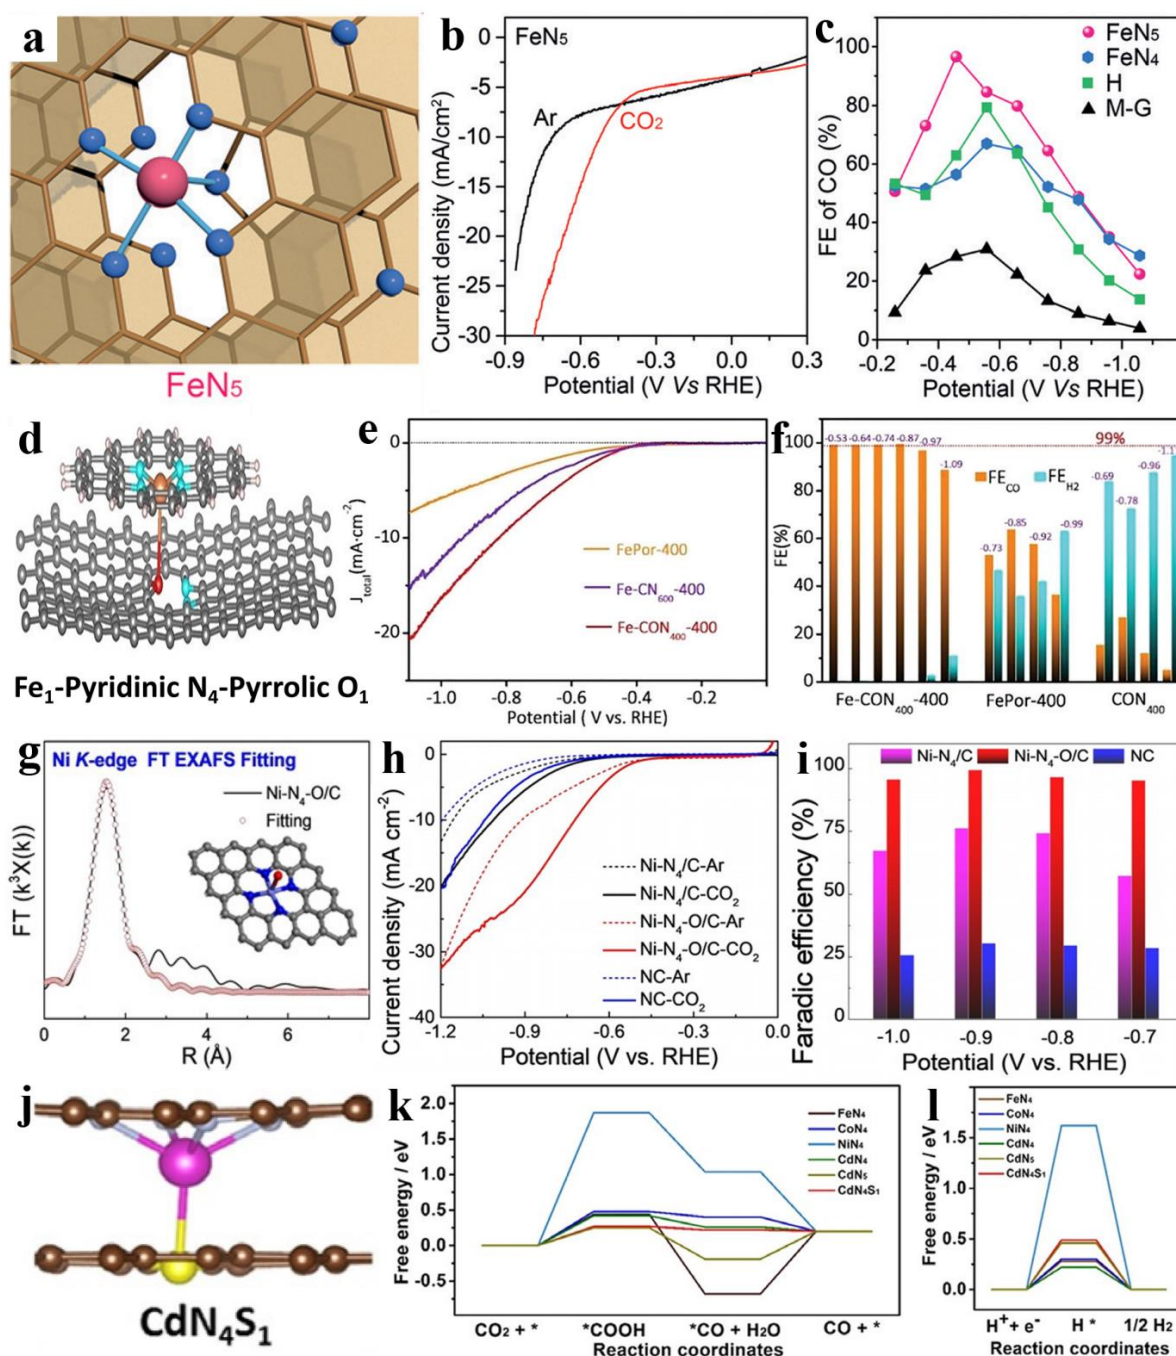 a
FeN₅
b
FeN₅
Ar
CO₂
0
-5
-10
-15
-20
-25
-30
Current density (mA/cm²)
-0.9 -0.6 -0.3 0.0 0.3
Potential (V Vs RHE)
c
FeN₅
FeN₄
H
M-G
100
80
60
40
20
0
FE of CO (%)
-0.2 -0.4 -0.6 -0.8 -1.0
Potential (V Vs RHE)
d
Fe₁-Pyridinic N₄-Pyrrolic O₁
e
0
-10
-20
J_total(mA·cm⁻²)
FePor-400
Fe-CN₆₀₀-400
Fe-CON₄₀₀-400
-1.0 -0.8 -0.6 -0.4 -0.2
Potential ( V vs. RHE)
f
100
80
60
40
20
0
FE(%)
-0.53 -0.64 -0.74 -0.87 -0.97 -1.09
99%
FE_CO FE_H2
-0.73 -0.85 -0.92 -0.99
-0.69 -0.78 -0.96 -1.1
Fe-CON₄₀₀-400 FePor-400 CON₄₀₀
g
Ni K-edge FT EXAFS Fitting
Ni-N₄-O/C
Fitting
FT (k³X(k))
0 2 4 6
R (Å)
h
0
-10
-20
-30
-40
Current density (mA cm⁻²)
Ni-N₄/C-Ar
Ni-N₄/C-CO₂
Ni-N₄-O/C-Ar
Ni-N₄-O/C-CO₂
NC-Ar
NC-CO₂
-1.2 -0.9 -0.6 -0.3 0.0
Potential (V vs. RHE)
i
Ni-N₄/C Ni-N₄-O/C NC
100
75
50
25
0
Faradic efficiency (%)
-1.0 -0.9 -0.8 -0.7
Potential (V vs. RHE)
j
CdN₄S₁
k
2.0
1.5
1.0
0.5
0.0
-0.5
Free energy / eV
FeN₄
CoN₄
NiN₄
CdN₄
CdN₅
CdN₄S₁
CO₂ + * *COOH *CO + H₂O CO + *
Reaction coordinates
l
FeN₄
CoN₄
NiN₄
CdN₄
CdN₅
CdN₄S₁
1.5
1.0
0.5
0.0
Free energy / eV
H⁺+ e⁻ H * 1/2 H₂
Reaction coordinates